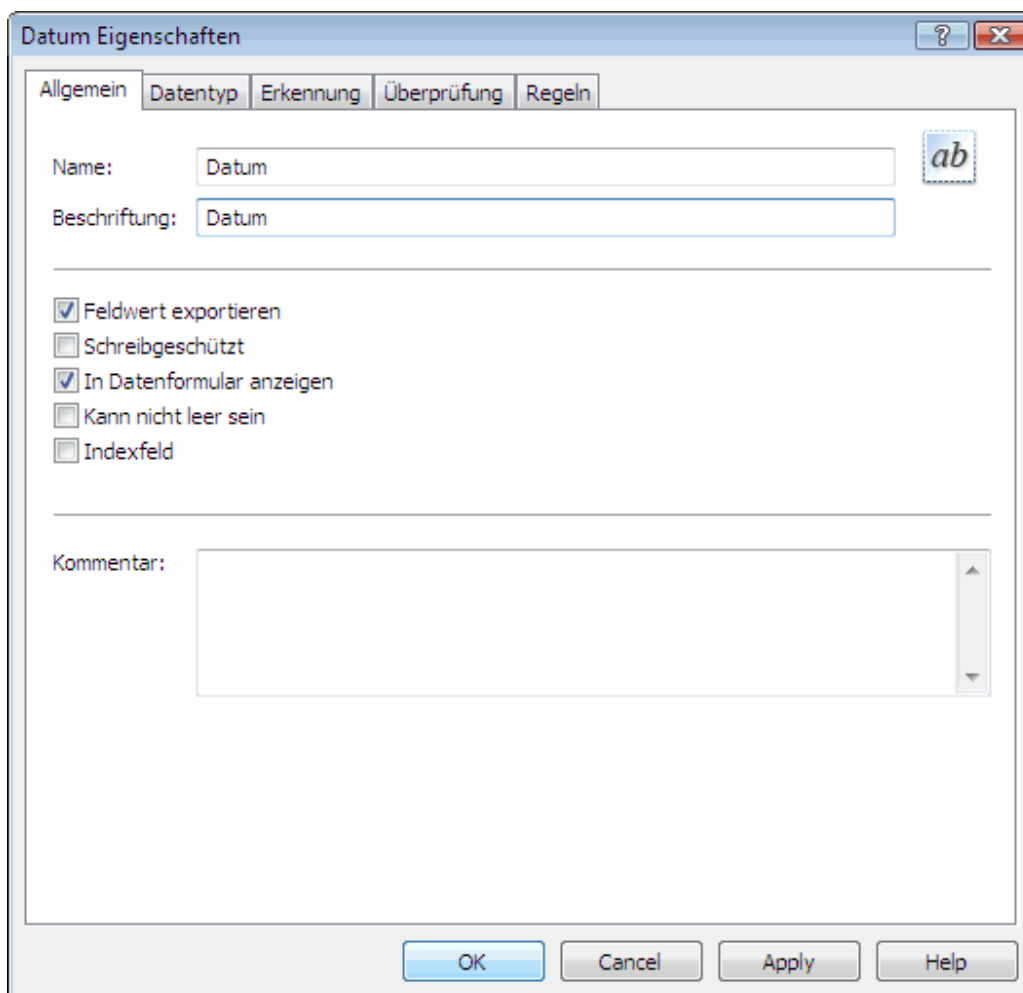 Datum Eigenschaften
Allgemein Datentyp Erkennung Überprüfung Regeln
ab
Name: Datum
Beschriftung: Datum
Feldwert exportieren
Schreibgeschützt
In Datenformular anzeigen
Kann nicht leer sein
Indexfeld
Kommentar:
OK Cancel Apply Help